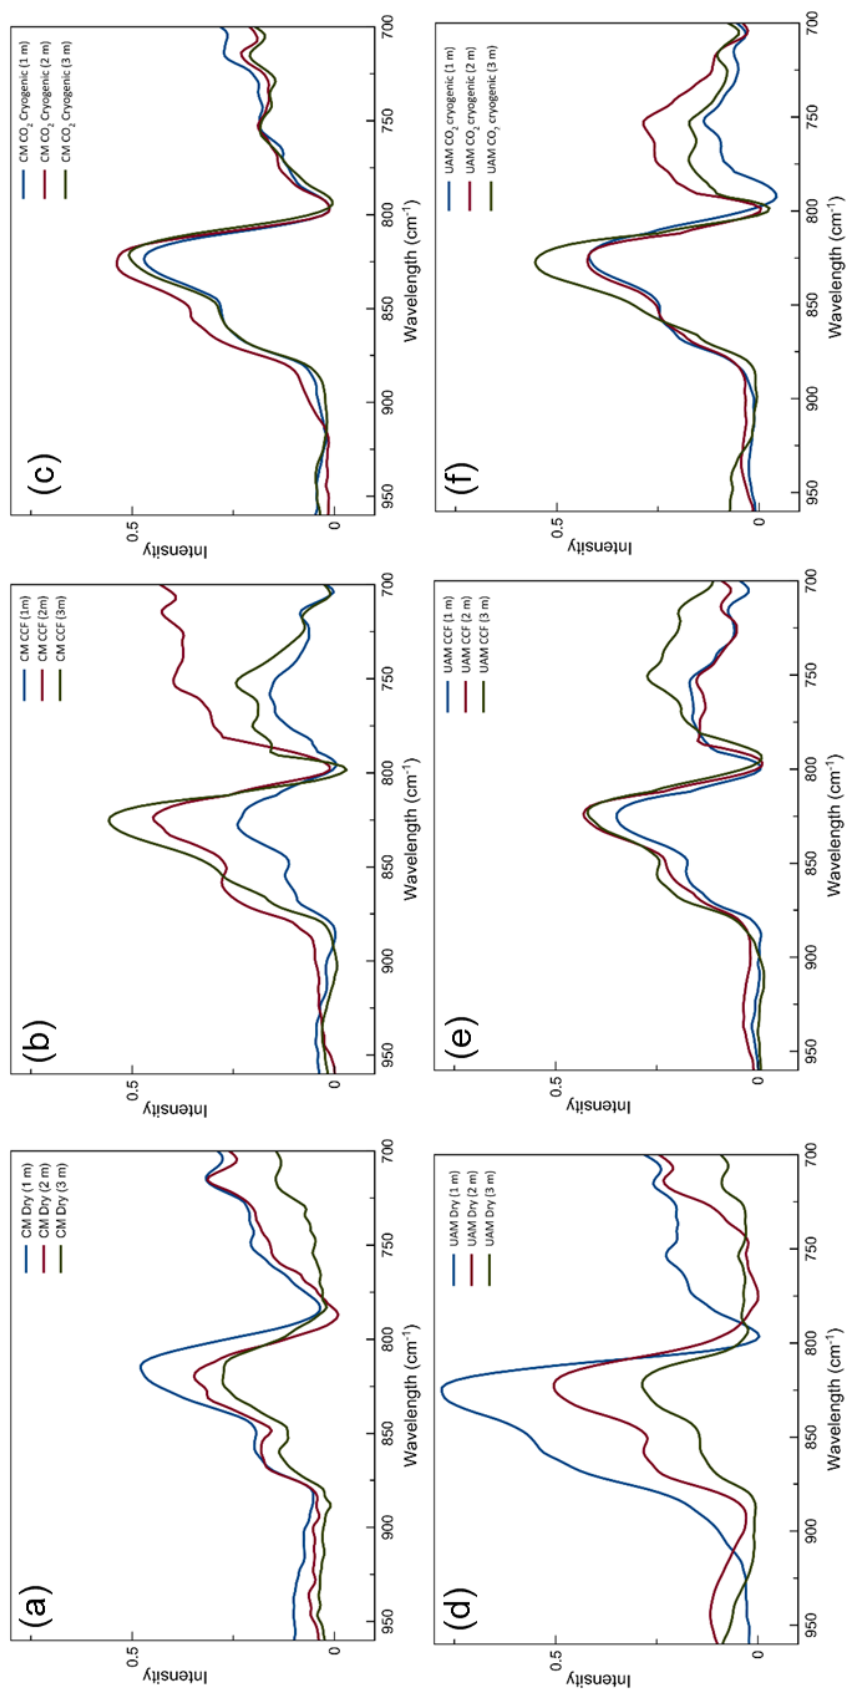 (a)
CM Dry (1 m)
CM Dry (2 m)
CM Dry (3 m)
Intensity
0.5
0
950 900 850 800 750 700
Wavelength (cm⁻¹)
(b)
CM CCF (1m)
CM CCF (2m)
CM CCF (3m)
Intensity
0.5
0
950 900 850 800 750 700
Wavelength (cm⁻¹)
(c)
CM CO₂ Cryogenic (1 m)
CM CO₂ Cryogenic (2 m)
CM CO₂ Cryogenic (3 m)
Intensity
0.5
0
950 900 850 800 750 700
Wavelength (cm⁻¹)
(d)
UAM Dry (1 m)
UAM Dry (2 m)
UAM Dry (3 m)
Intensity
0.5
0
950 900 850 800 750 700
Wavelength (cm⁻¹)
(e)
UAM CCF (1 m)
UAM CCF (2 m)
UAM CCF (3 m)
Intensity
0.5
0
950 900 850 800 750 700
Wavelength (cm⁻¹)
(f)
UAM CO₂ cryogenic (1 m)
UAM CO₂ cryogenic (2 m)
UAM CO₂ cryogenic (3 m)
Intensity
0.5
0
950 900 850 800 750 700
Wavelength (cm⁻¹)